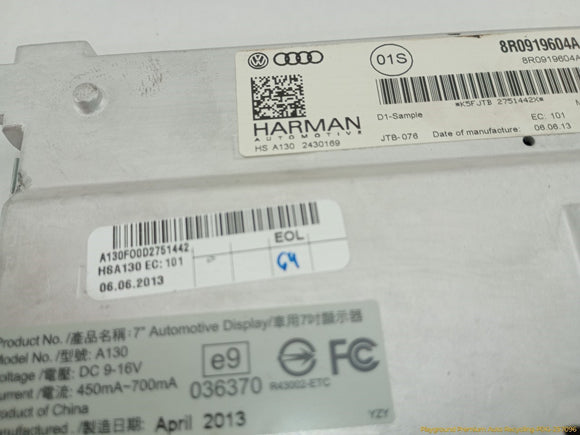 01S
8R0919604A
8R0919604A
*K5FJTB 2751442X*
HARMAN
AUTOMOTIVE
D1-Sample
EC: 101
HS A130 2430169
JTB-076 Date of manufacture: 06.06.13
A130F00D2751442
HSA130 EC: 101
06.06.2013
EOL
G4
Product No. /產品名稱: 7" Automotive Display/車用7吋顯示器
Model No. /型號: A130
Voltage /電壓: DC 9-16V
Current /電流: 450mA~700mA
Product of China
Manufactured. /製造日期: April 2013
e9
036370
R43002-ETC
FC
YZY